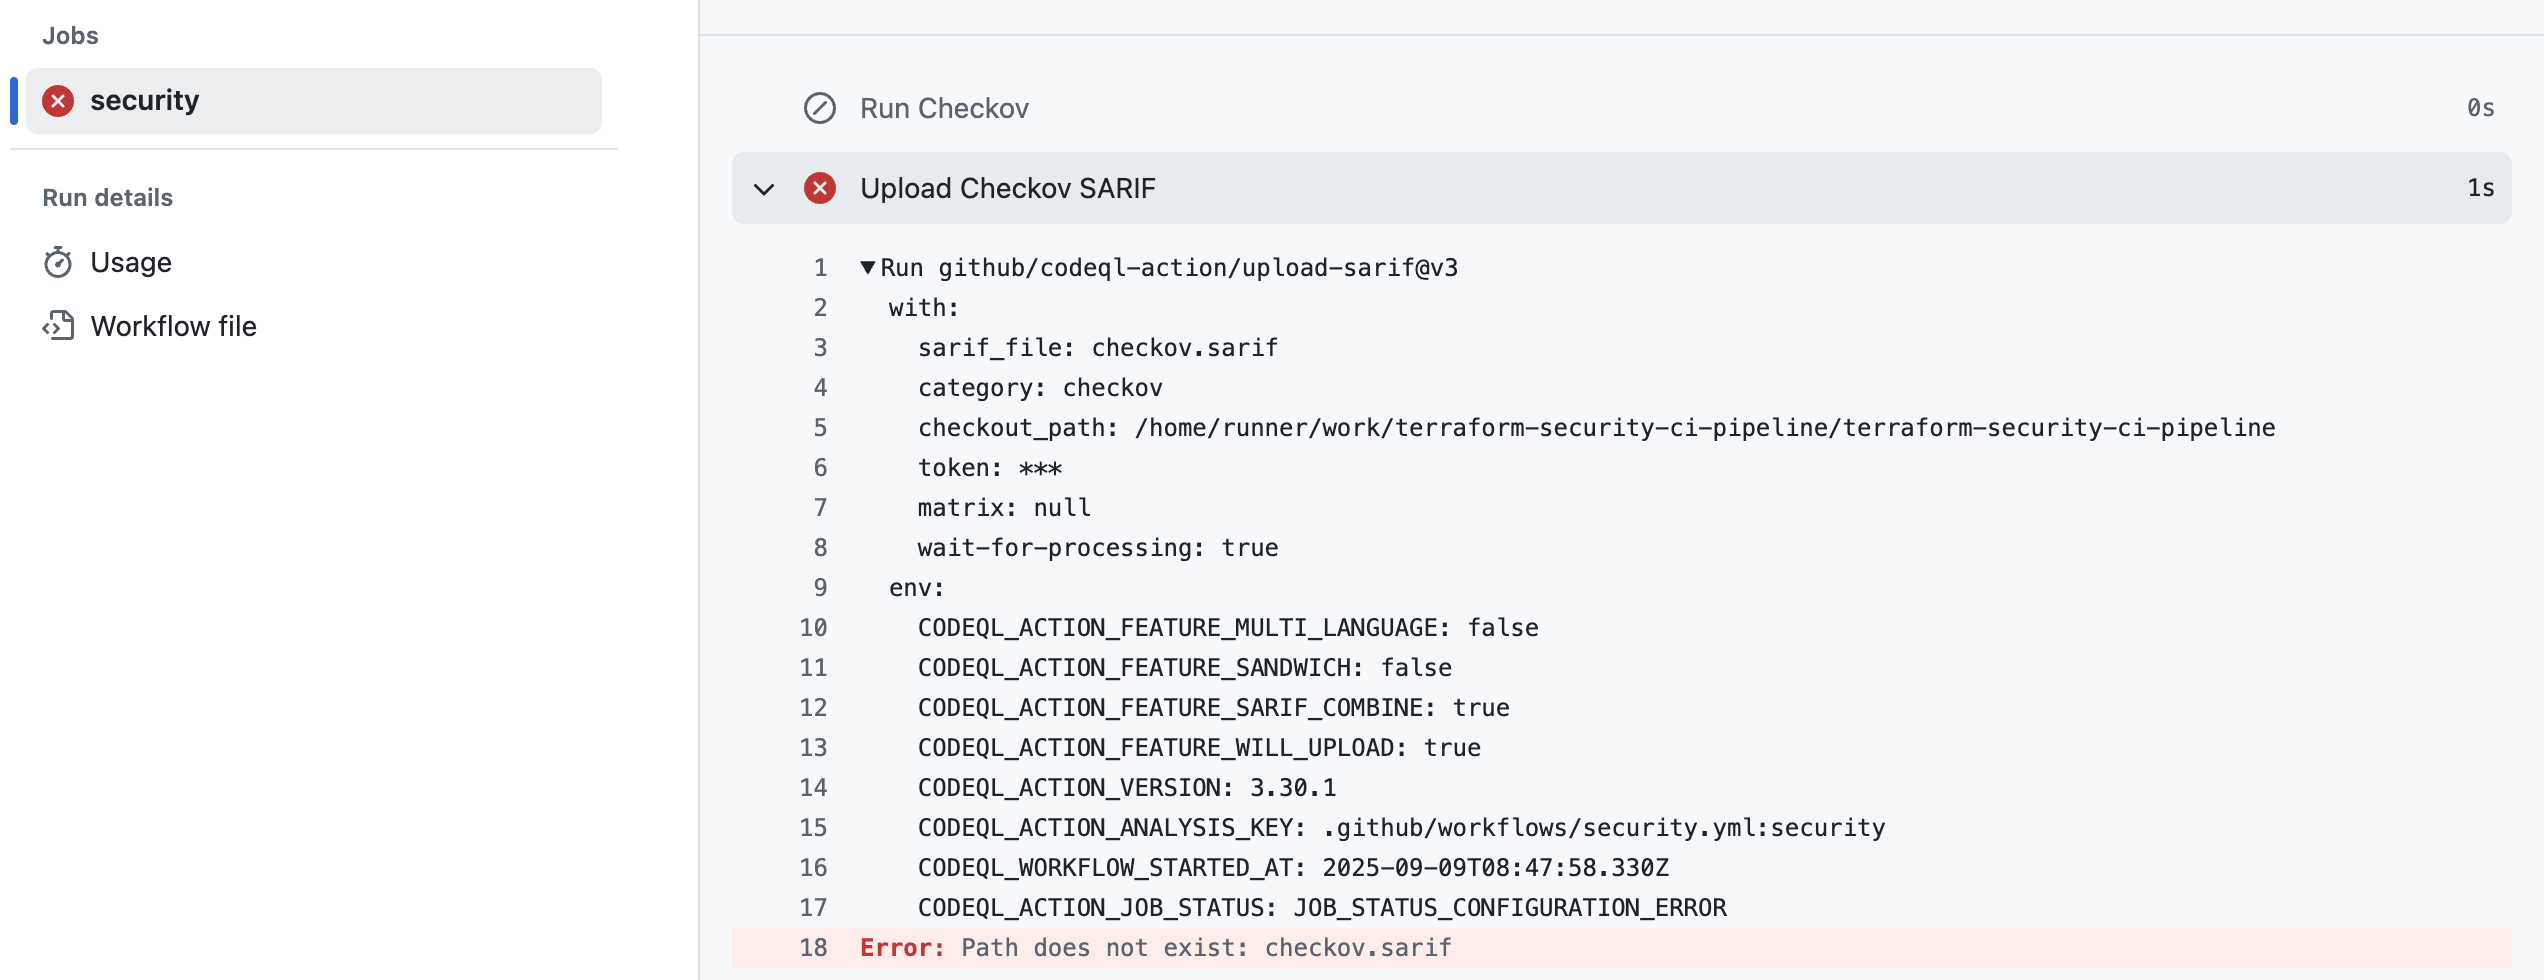 Jobs
security
Run details
Usage
Workflow file
Run Checkov 0s
Upload Checkov SARIF 1s
1 ▼Run github/codeql-action/upload-sarif@v3
2 with:
3 sarif_file: checkov.sarif
4 category: checkov
5 checkout_path: /home/runner/work/terraform-security-ci-pipeline/terraform-security-ci-pipeline
6 token: ***
7 matrix: null
8 wait-for-processing: true
9 env:
10 CODEQL_ACTION_FEATURE_MULTI_LANGUAGE: false
11 CODEQL_ACTION_FEATURE_SANDWICH: false
12 CODEQL_ACTION_FEATURE_SARIF_COMBINE: true
13 CODEQL_ACTION_FEATURE_WILL_UPLOAD: true
14 CODEQL_ACTION_VERSION: 3.30.1
15 CODEQL_ACTION_ANALYSIS_KEY: .github/workflows/security.yml:security
16 CODEQL_WORKFLOW_STARTED_AT: 2025-09-09T08:47:58.330Z
17 CODEQL_ACTION_JOB_STATUS: JOB_STATUS_CONFIGURATION_ERROR
18 Error: Path does not exist: checkov.sarif